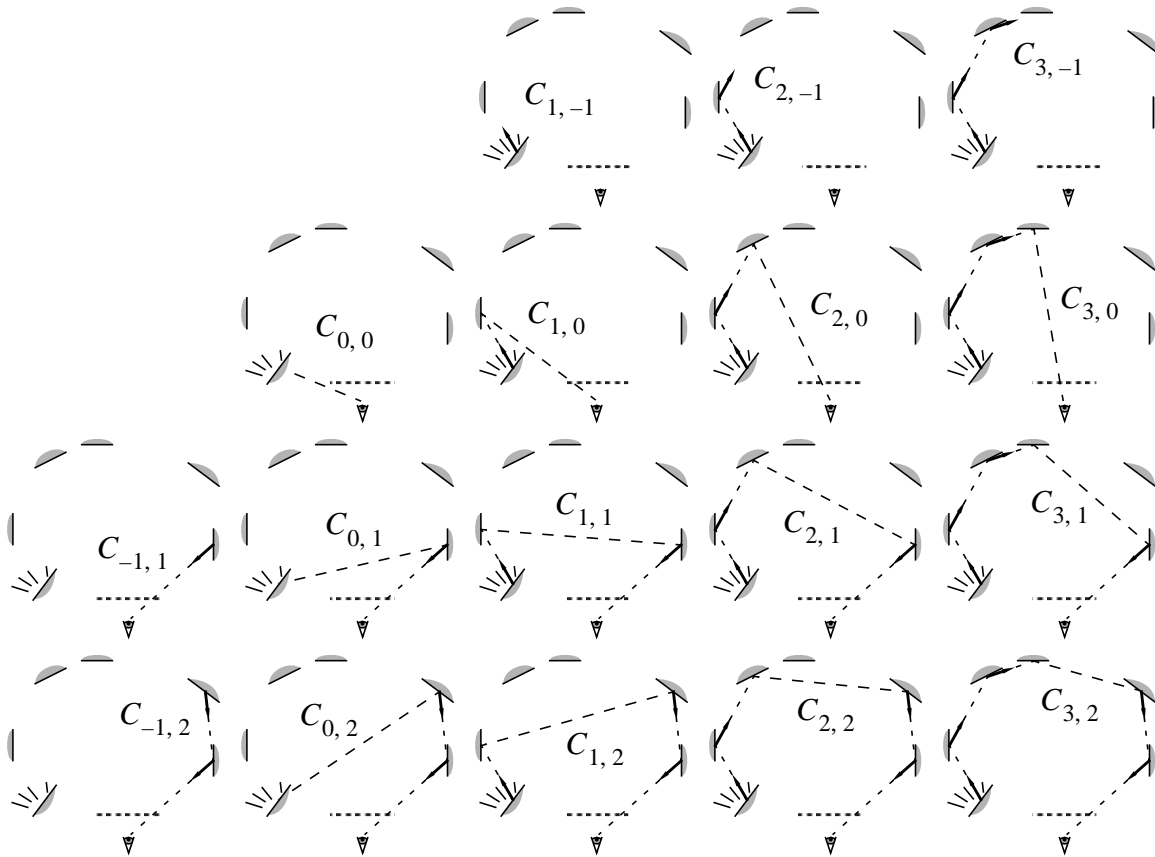 C1, –1
C2, –1
C3, –1
C0, 0
C1, 0
C2, 0
C3, 0
C–1, 1
C0, 1
C1, 1
C2, 1
C3, 1
C–1, 2
C0, 2
C1, 2
C2, 2
C3, 2